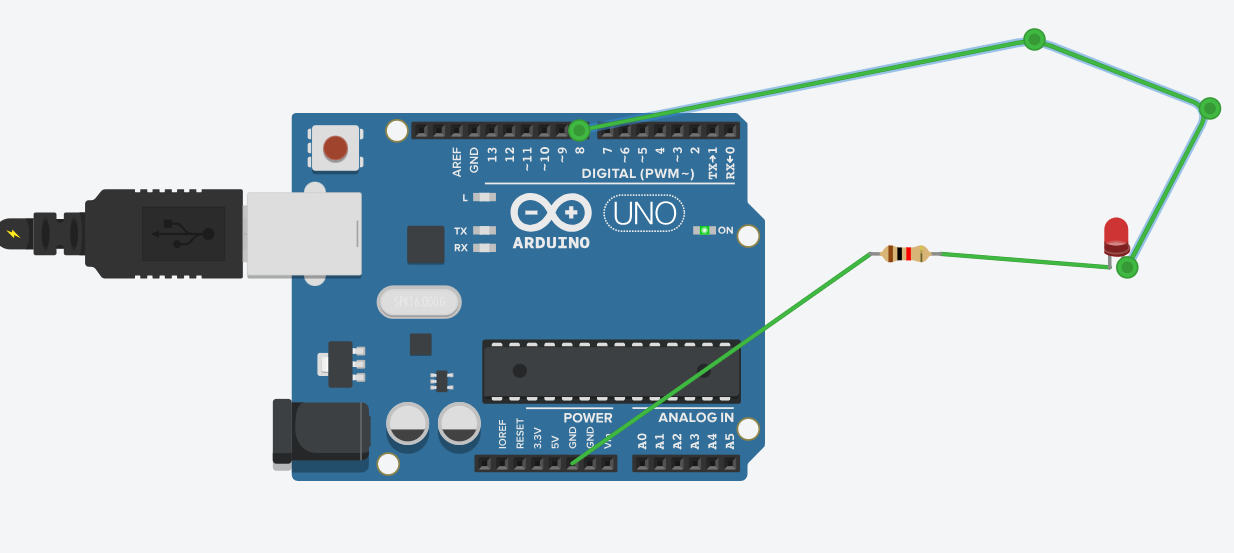 AREF
GND
13
12
~11
~10
~9
8
7
~6
~5
4
~3
2
TX→1
RX←0
DIGITAL (PWM~)
L
TX
RX
ARDUINO
UNO
ON
SPK16.000G
POWER
ANALOG IN
IOREF
RESET
3.3V
5V
GND
GND
A0
A1
A2
A3
A4
A5